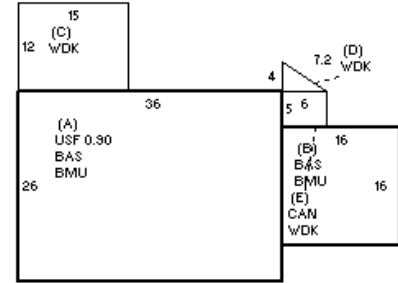 15
(C)
12 WDK
7.2 (D)
WDK
4
36
5 6
(A)
USF 0.90
BAS
BMU
26
16
(B)
BAS
BMU
16
(E)
CAN
WDK